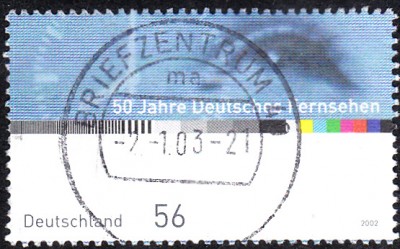 BRIEFZENTRUM
ma
50 Jahre Deutsches Fernsehen
-2.-1.03-21
Deutschland 56 2002